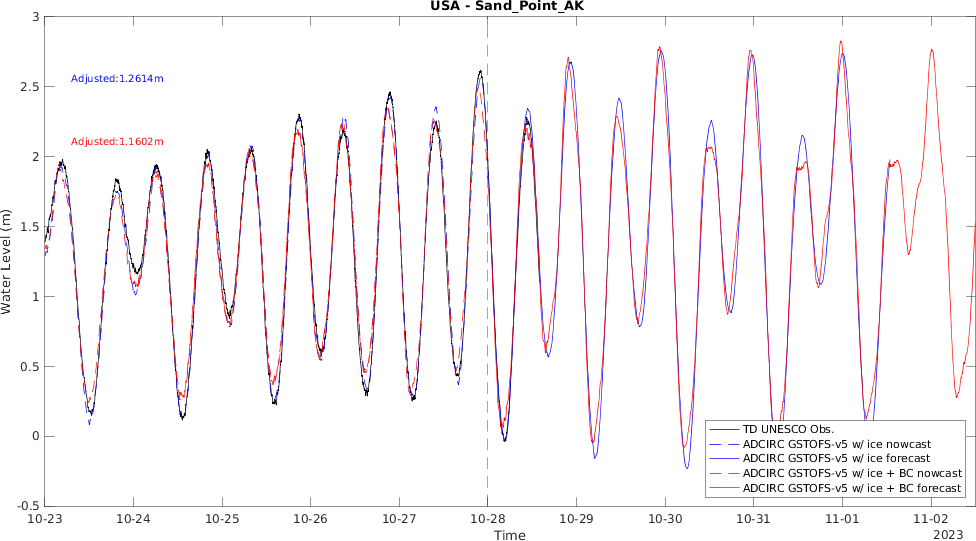 USA - Sand_Point_AK
3
2.5
2
1.5
1
0.5
0
-0.5
Water Level (m)
Adjusted:1.2614m
Adjusted:1.1602m
TD UNESCO Obs.
ADCIRC GSTOFS-v5 w/ ice nowcast
ADCIRC GSTOFS-v5 w/ ice forecast
ADCIRC GSTOFS-v5 w/ ice + BC nowcast
ADCIRC GSTOFS-v5 w/ ice + BC forecast
10-23 10-24 10-25 10-26 10-27 10-28 10-29 10-30 10-31 11-01 11-02
Time
2023